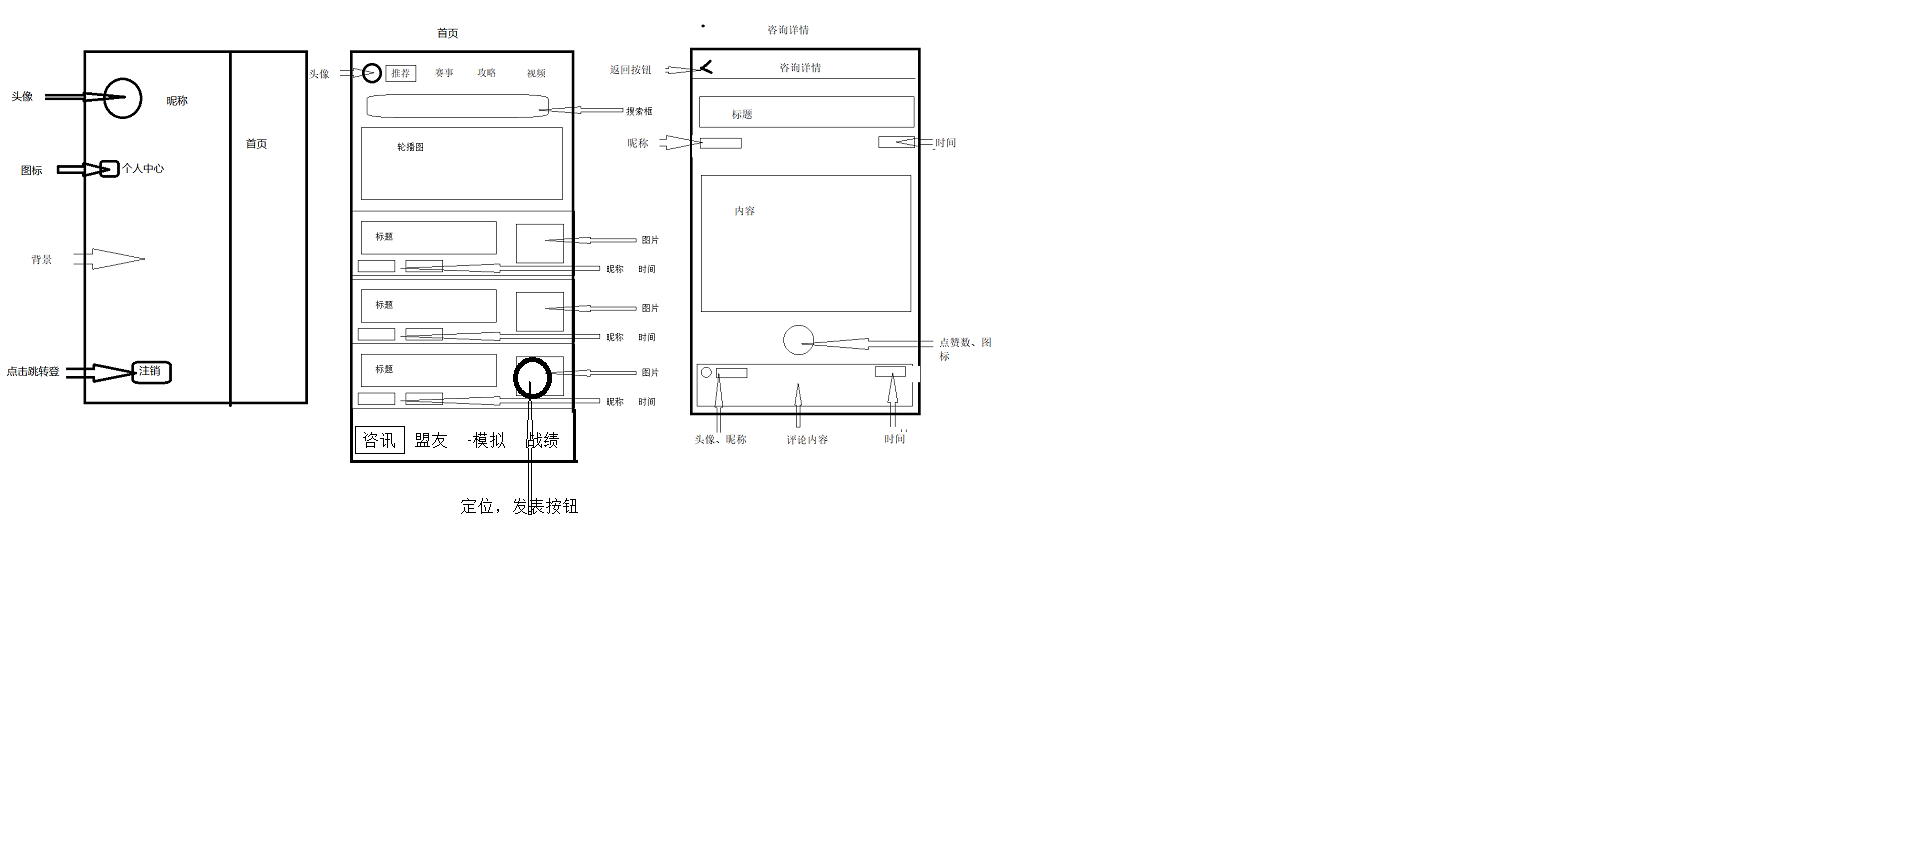 头像
昵称
首页
图标
个人中心
背景
点击跳转登
注销
首页
头像
推荐
赛事
攻略
视频
搜索框
轮播图
标题
图片
昵称
时间
标题
图片
昵称
时间
标题
图片
昵称
时间
咨讯
盟友
-模拟
战绩
定位，发表按钮
咨询详情
返回按钮
咨询详情
标题
昵称
时间
内容
点赞数、图
标
头像、昵称
评论内容
时间